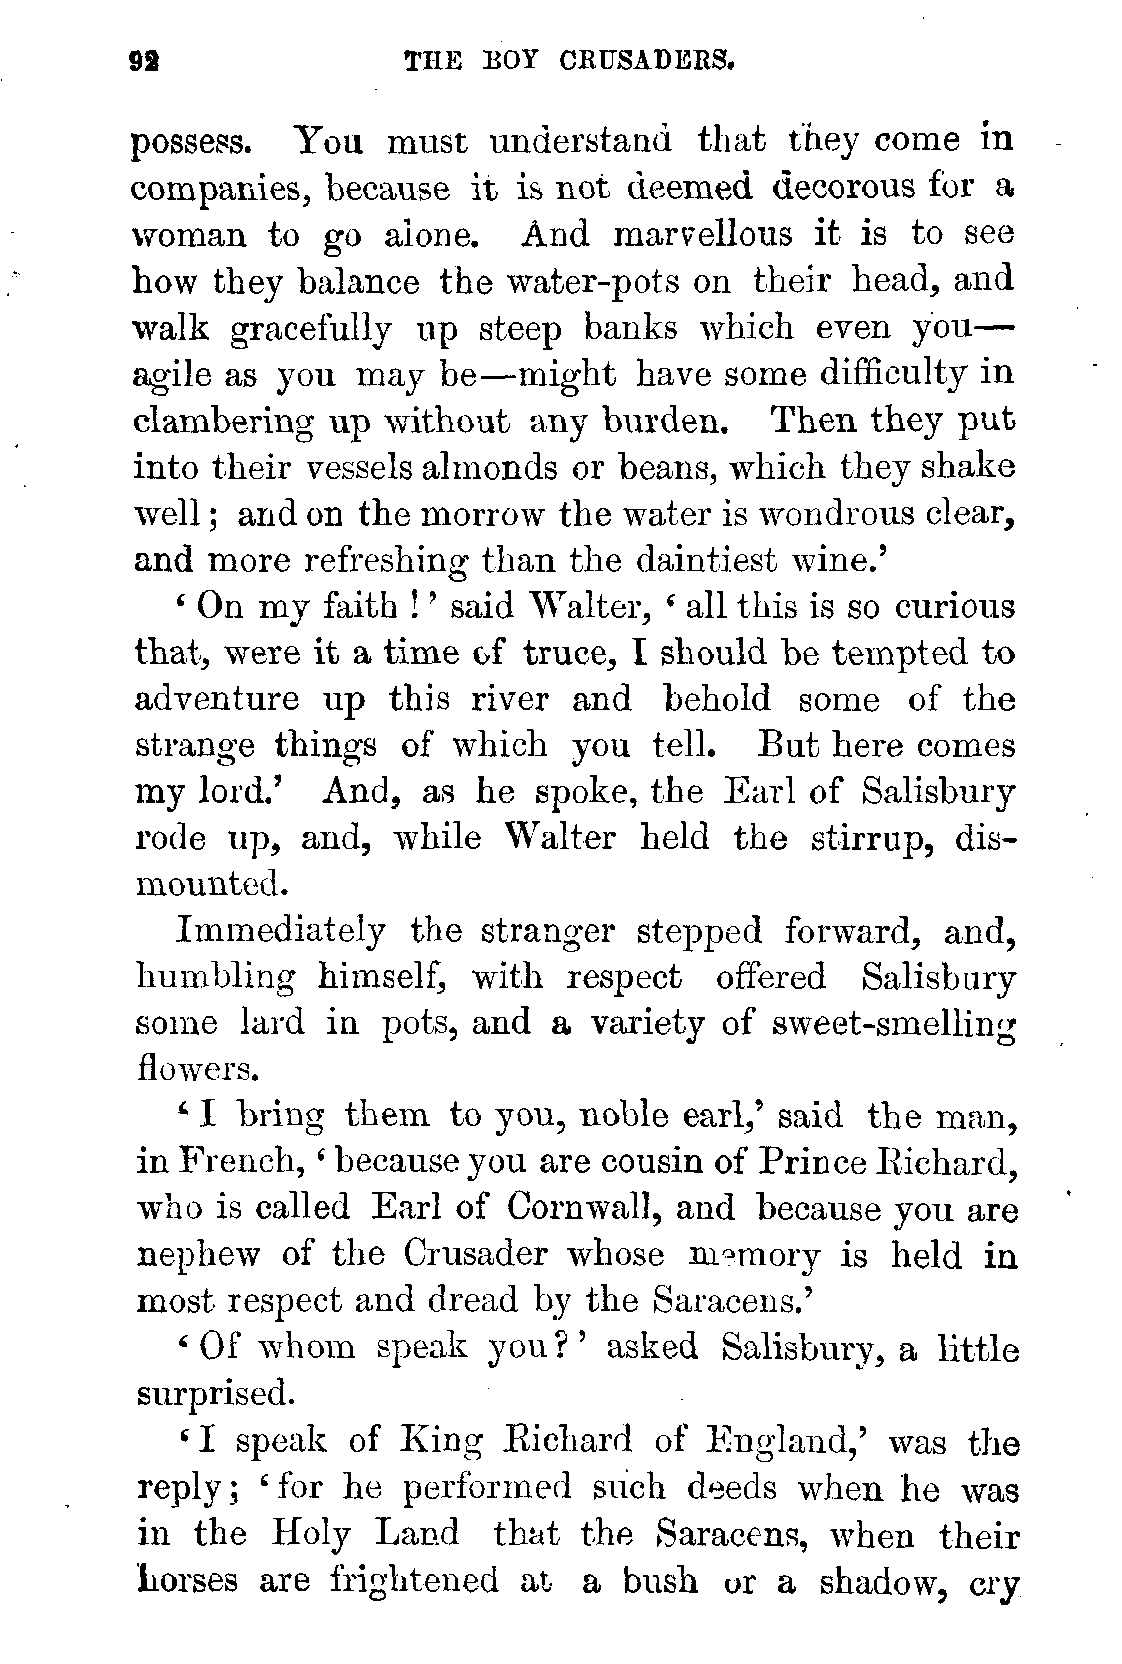 92 THE BOY CRUSADERS.
possess. You must understand that they come in
companies, because it is not deemed decorous for a
woman to go alone. And marvellous it is to see
how they balance the water-pots on their head, and
walk gracefully up steep banks which even you—
agile as you may be—might have some difficulty in
clambering up without any burden. Then they put
into their vessels almonds or beans, which they shake
well; and on the morrow the water is wondrous clear,
and more refreshing than the daintiest wine.’
‘On my faith!’ said Walter, ‘all this is so curious
that, were it a time of truce, I should be tempted to
adventure up this river and behold some of the
strange things of which you tell. But here comes
my lord.’ And, as he spoke, the Earl of Salisbury
rode up, and, while Walter held the stirrup, dis-
mounted.
Immediately the stranger stepped forward, and,
humbling himself, with respect offered Salisbury
some lard in pots, and a variety of sweet-smelling
flowers.
‘I bring them to you, noble earl,’ said the man,
in French, ‘because you are cousin of Prince Richard,
who is called Earl of Cornwall, and because you are
nephew of the Crusader whose memory is held in
most respect and dread by the Saracens.’
‘Of whom speak you?’ asked Salisbury, a little
surprised.
‘I speak of King Richard of England,’ was the
reply; ‘for he performed such deeds when he was
in the Holy Land that the Saracens, when their
horses are frightened at a bush or a shadow, cry